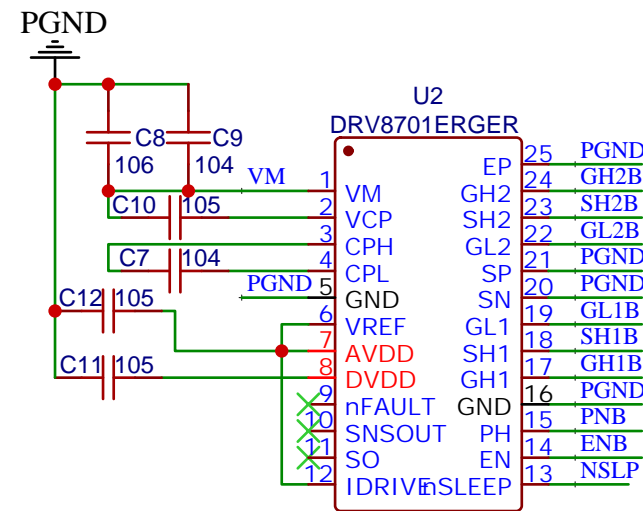 PGND
U2
DRV8701ERGER
C8
C9
106
104
VM
C10
105
C7
104
PGND
C12
105
C11
105
1
VM
2
VCP
3
CPH
4
CPL
5
GND
6
VREF
7
AVDD
8
DVDD
9
nFAULT
10
SNSOUT
11
SO
12
IDRIVE
EP
25
PGND
GH2
24
GH2B
SH2
23
SH2B
GL2
22
GL2B
SP
21
PGND
SN
20
PGND
GL1
19
GL1B
SH1
18
SH1B
GH1
17
GH1B
GND
16
PGND
PH
15
PNB
EN
14
ENB
nSLEEP
13
NSLP